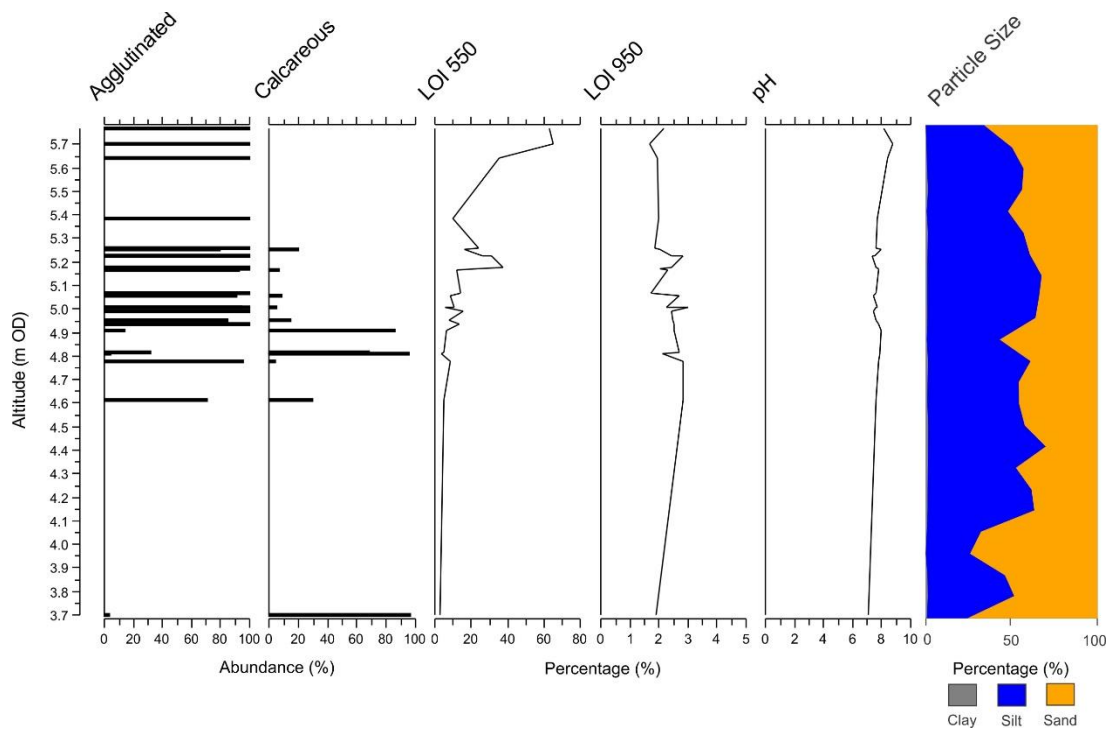 Agglutinated
Calcareous
LOI 550
LOI 950
pH
Particle Size
Altitude (m OD)
5.7
5.6
5.5
5.4
5.3
5.2
5.1
5.0
4.9
4.8
4.7
4.6
4.5
4.4
4.3
4.2
4.1
4.0
3.9
3.8
3.7
0 20 40 60 80 100
0 20 40 60 80 100
0 20 40 60 80
0 1 2 3 4 5
0 2 4 6 8 10
0 50 100
Abundance (%)
Percentage (%)
Percentage (%)
Clay Silt Sand